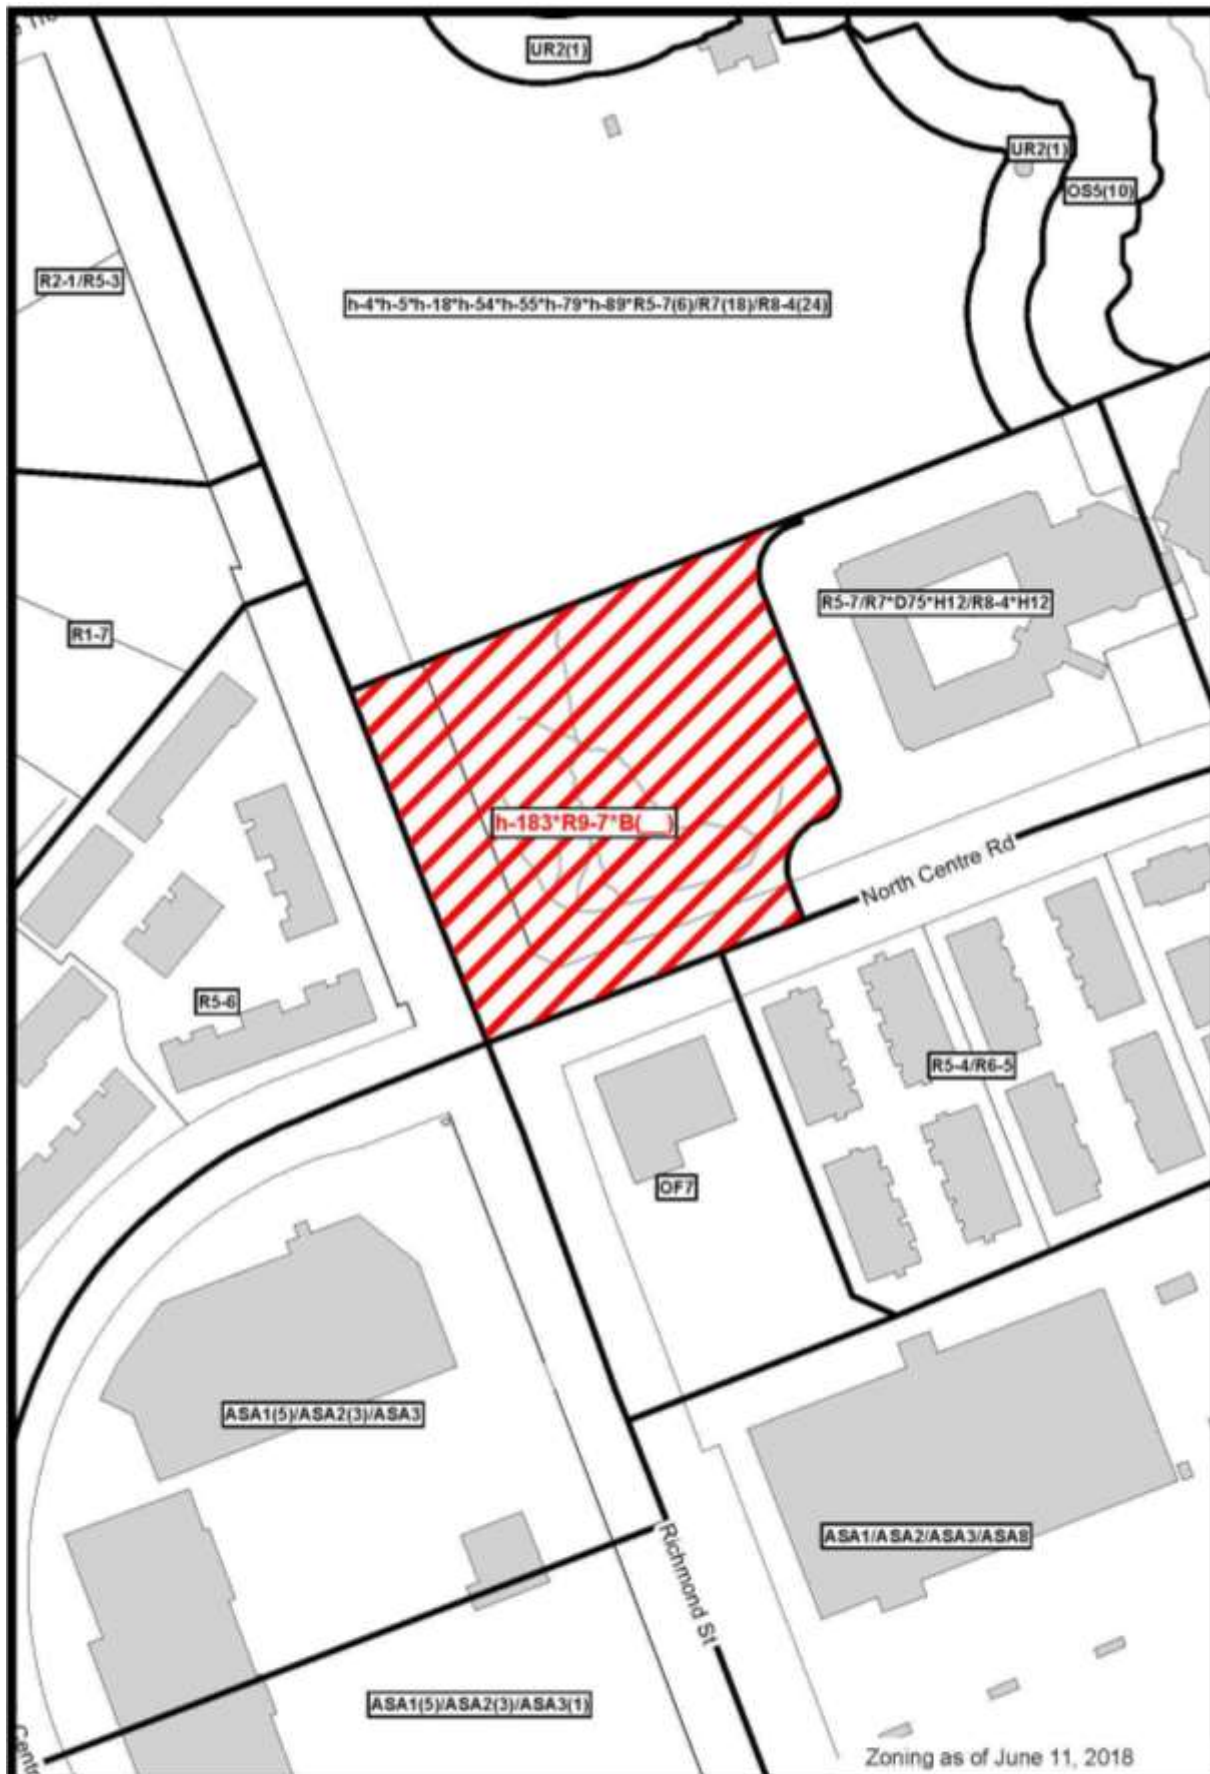 UR2(1)
UR2(1)
OS5(10)
R2-1/R5-3
h-4*h-5*h-18*h-54*h-55*h-79*h-89*R5-7(6)/R7(18)/R8-4(24)
R5-7/R7*D75*H12/R8-4*H12
R1-7
h-183*R9-7*B(__)
North Centre Rd
R5-6
R5-4/R6-5
OF7
ASA1(5)/ASA2(3)/ASA3
ASA1/ASA2/ASA3/ASA8
Richmond St
ASA1(5)/ASA2(3)/ASA3(1)
Zoning as of June 11, 2018